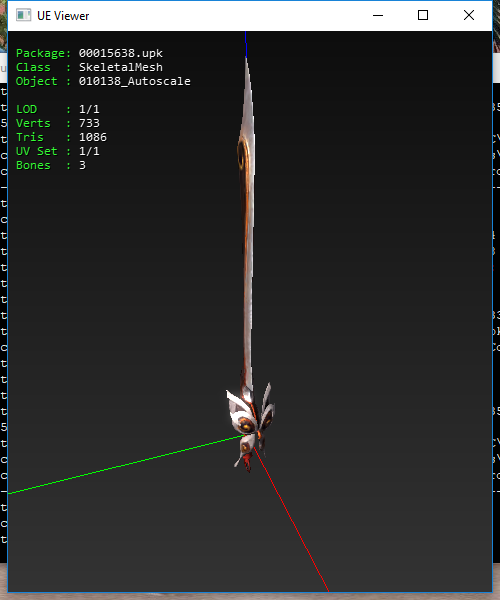 UE Viewer
Package: 00015638.upk
Class : SkeletalMesh
Object : 010138_Autoscale
LOD : 1/1
Verts : 733
Tris : 1086
UV Set : 1/1
Bones : 3